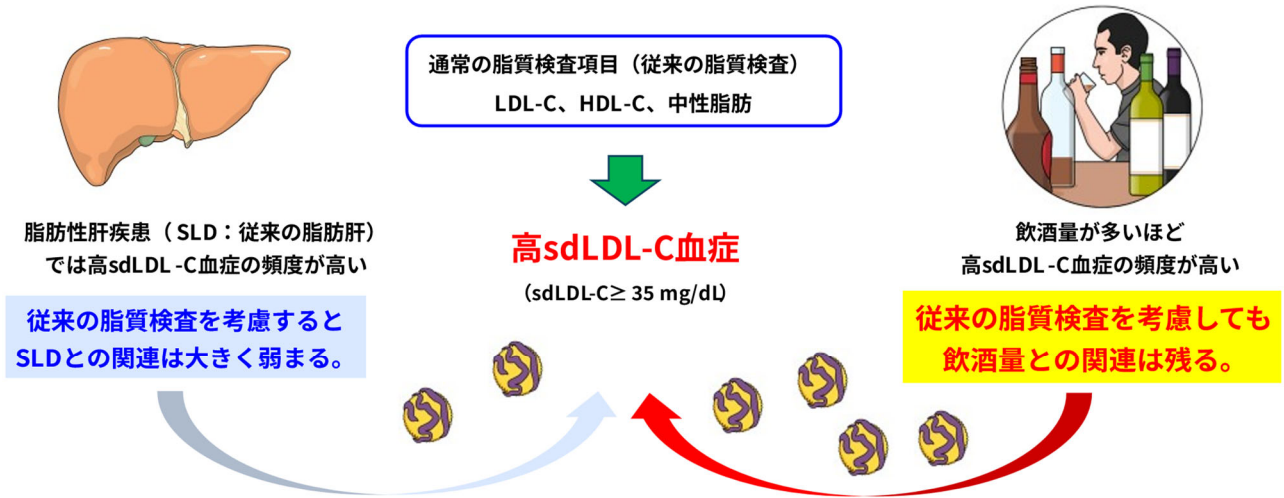 通常の脂質検査項目（従来の脂質検査）
LDL-C、HDL-C、中性脂肪
脂肪性肝疾患（ SLD：従来の脂肪肝）
では高sdLDL -C血症の頻度が高い
従来の脂質検査を考慮すると
SLDとの関連は大きく弱まる。
高sdLDL-C血症
（sdLDL-C≥ 35 mg/dL）
飲酒量が多いほど
高sdLDL -C血症の頻度が高い
従来の脂質検査を考慮しても
飲酒量との関連は残る。